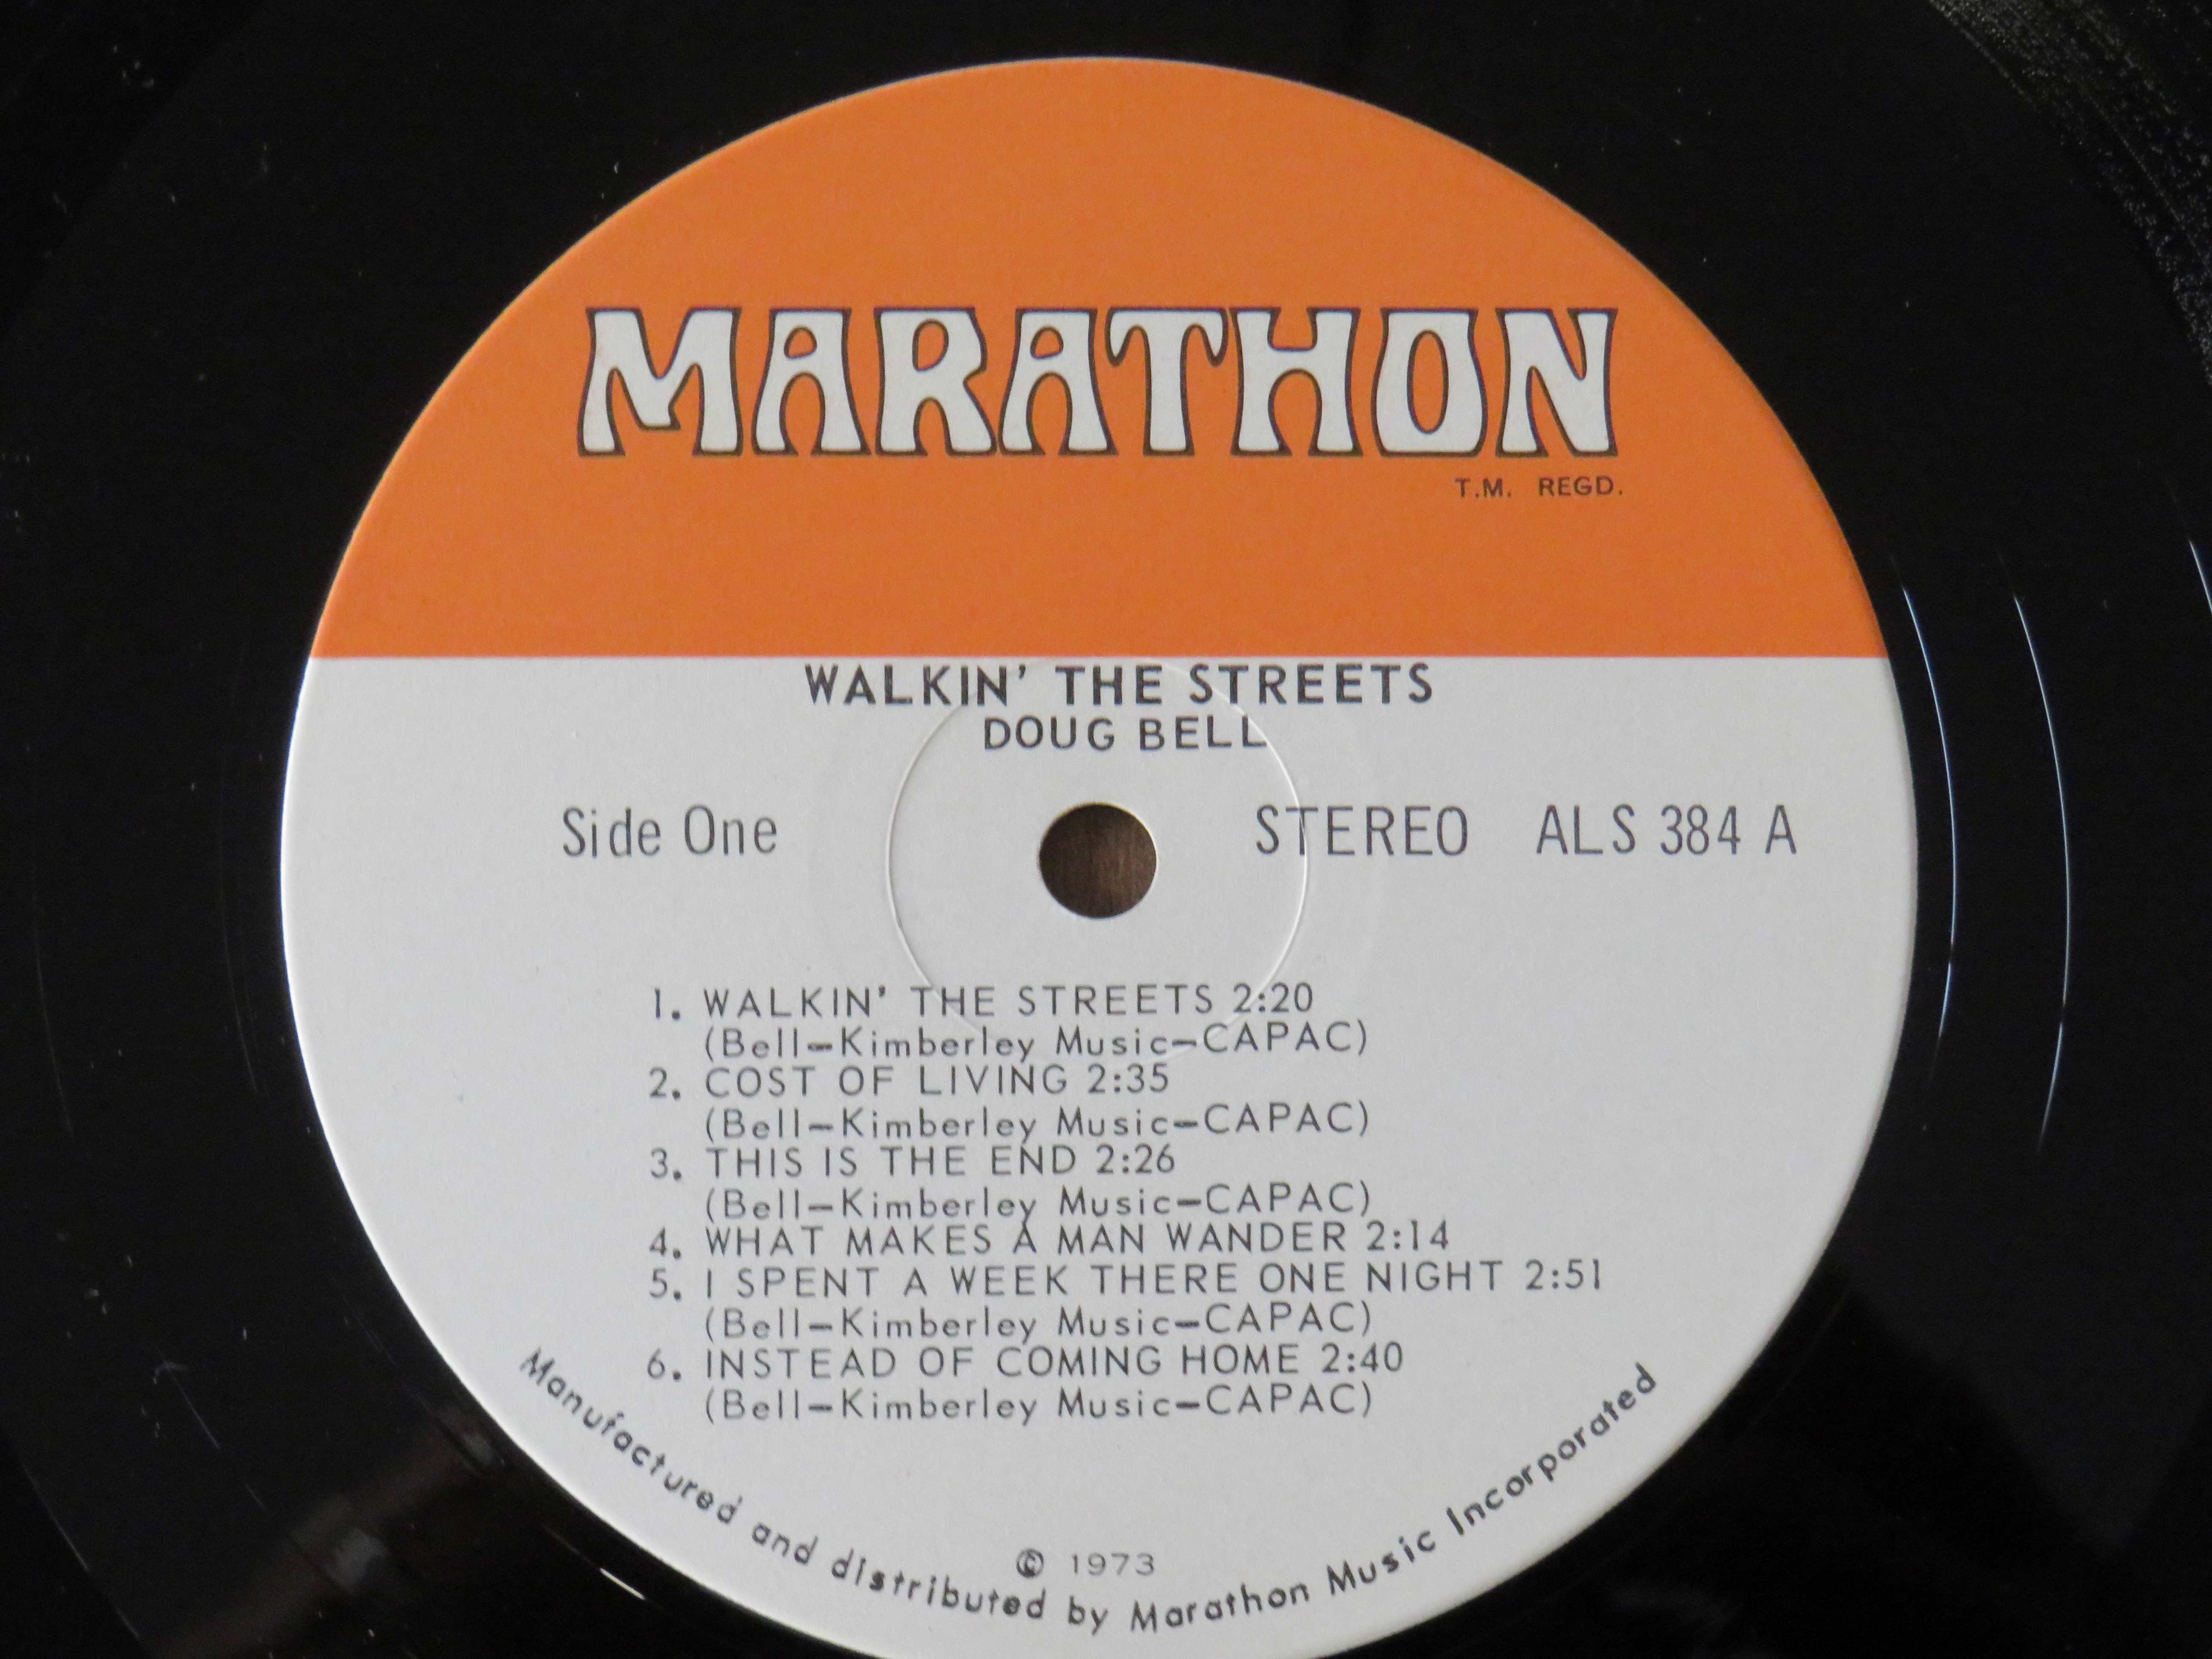 MARATHON
T.M. REGD.
WALKIN' THE STREETS
DOUG BELL
Side One
STEREO ALS 384 A
1. WALKIN' THE STREETS 2:20
(Bell-Kimberley Music-CAPAC)
2. COST OF LIVING 2:35
(Bell-Kimberley Music-CAPAC)
3. THIS IS THE END 2:26
(Bell-Kimberley Music-CAPAC)
4. WHAT MAKES A MAN WANDER 2:14
5. I SPENT A WEEK THERE ONE NIGHT 2:51
(Bell-Kimberley Music-CAPAC)
6. INSTEAD OF COMING HOME 2:40
(Bell-Kimberley Music-CAPAC)
© 1973
Manufactured and distributed by Marathon Music Incorporated